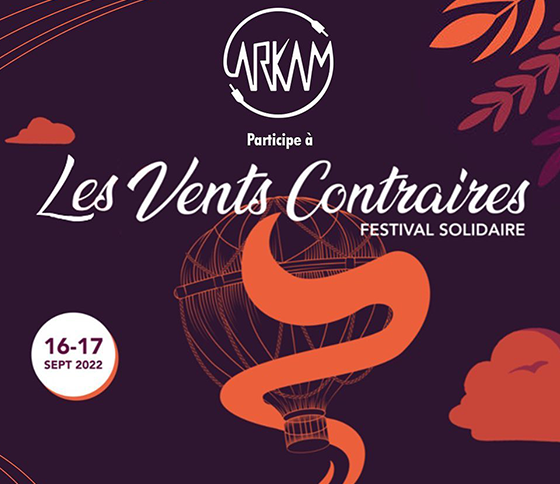 ARKAM
Participe à
Les Vents Contraires
FESTIVAL SOLIDAIRE
16-17
SEPT 2022